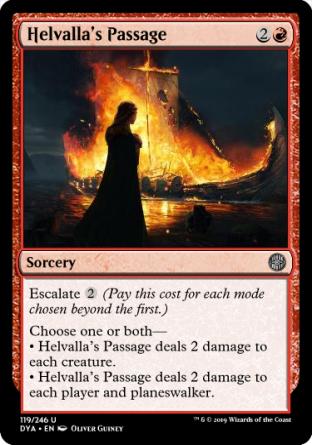 Helvalla's Passage 2
Sorcery
Escalate 2 (Pay this cost for each mode
chosen beyond the first.)
Choose one or both—
• Helvalla's Passage deals 2 damage to
each creature.
• Helvalla's Passage deals 2 damage to
each player and planeswalker.
119/246 U
DYA • EN Oliver Guiney
™ & © 2019 Wizards of the Coast